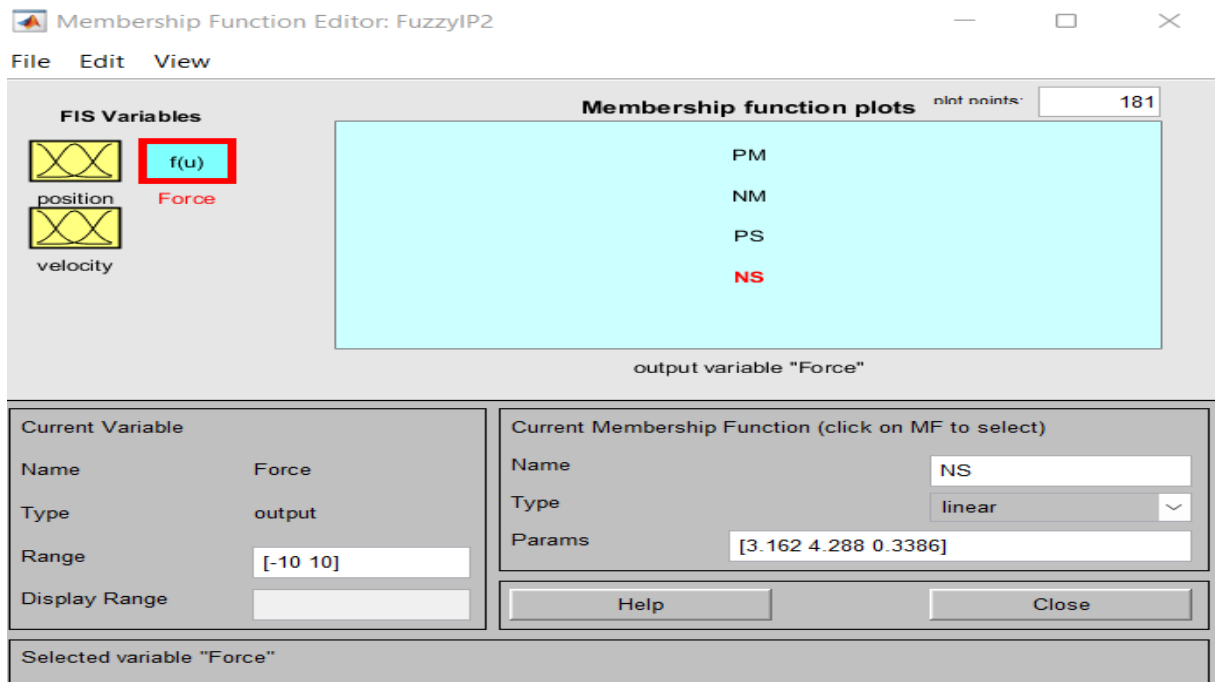 Membership Function Editor: FuzzyIP2
File Edit View
FIS Variables
f(u)
position Force
velocity
Membership function plots plot points: 181
PM
NM
PS
NS
output variable "Force"
Current Variable
Name Force
Type output
Range [-10 10]
Display Range
Current Membership Function (click on MF to select)
Name NS
Type linear
Params [3.162 4.288 0.3386]
Help Close
Selected variable "Force"